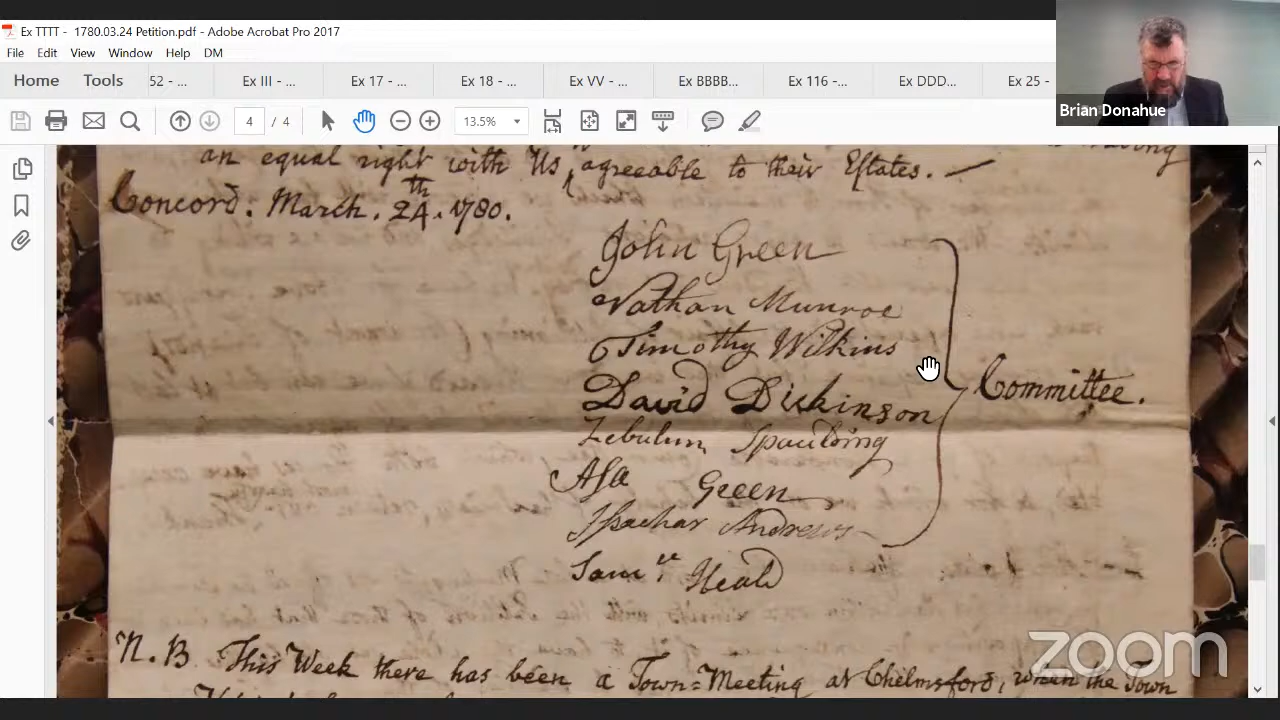 Ex TTTT - 1780.03.24 Petition.pdf - Adobe Acrobat Pro 2017
File Edit View Window Help DM
Home Tools 52 - ... Ex III - ... Ex 17 - ... Ex 18 - ... Ex VV - ... Ex BBBB... Ex 116 -... Ex DDD... Ex 25 -
4 / 4 13.5%
Brian Donahue
an equal right with Us agreeable to their Estates.
Concord. March. 24th. 1780.
John Green
Nathan Munroe
Timothy Wilkins
David Dickinson
Zebulun Spaulding
Asa Green
Issachar Andrews
Committee.
Saml. Heald
N.B This Week there has been a Town=Meeting at Chelmsford, when the Town
zoom